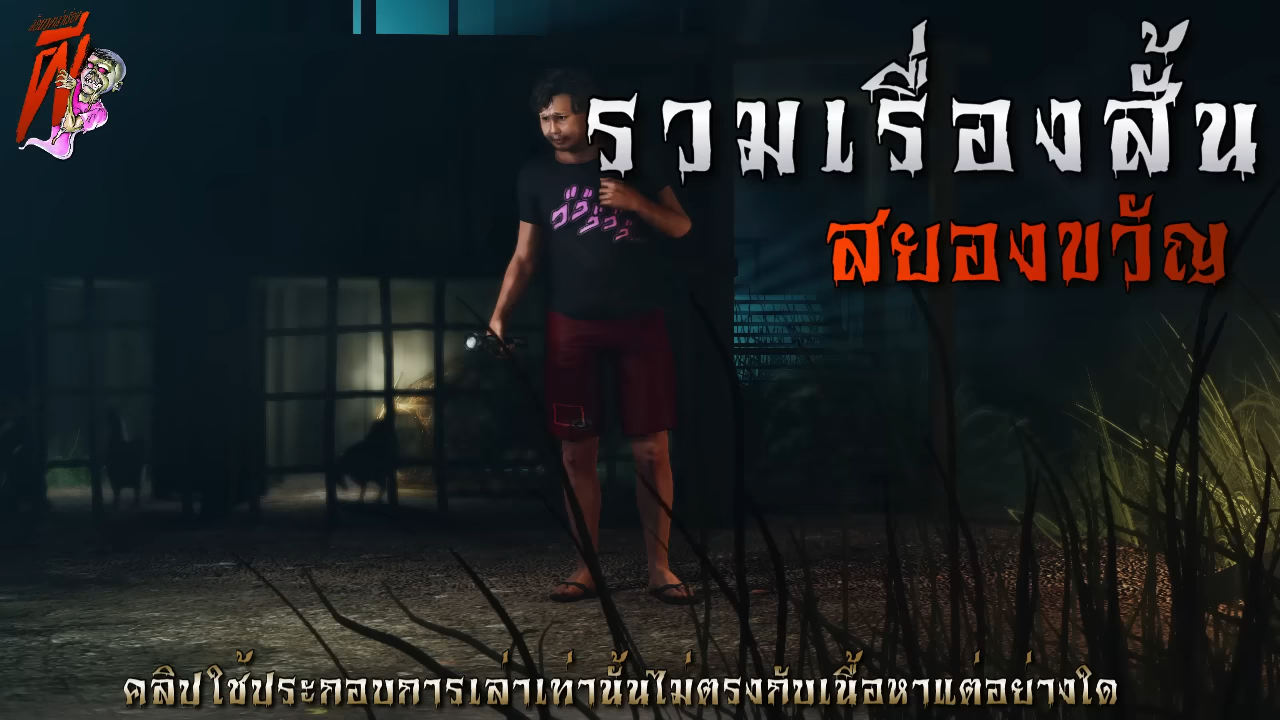 ผี
รวมเรื่องสั้น
สยองขวัญ
คลิปใช้ประกอบการเล่าเท่านั้นไม่ตรงกับเนื้อหาแต่อย่างใด